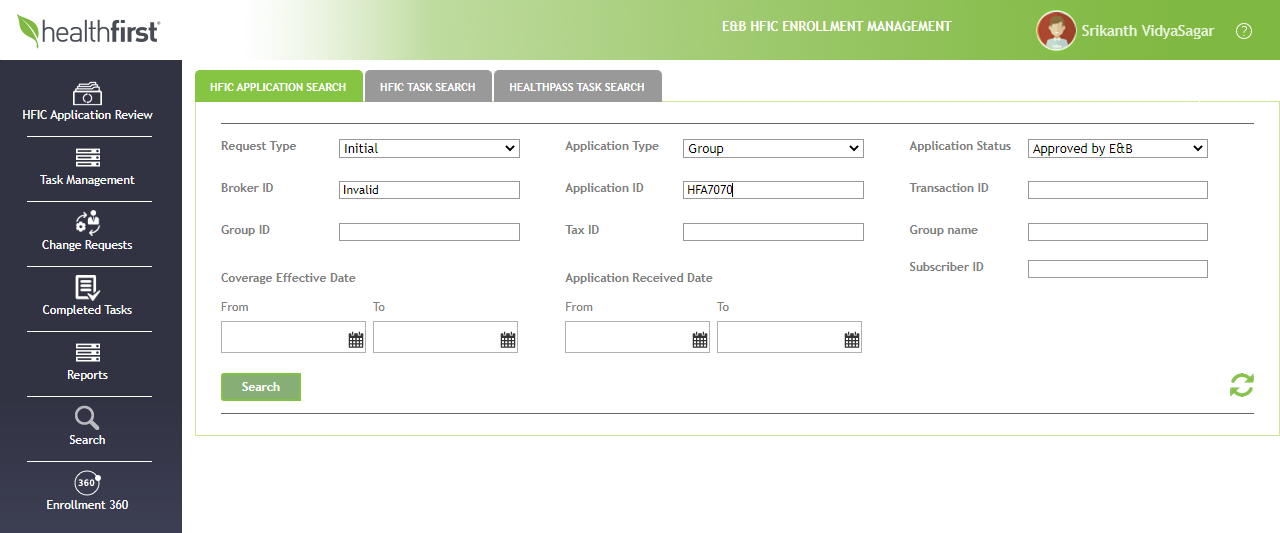 healthfirst
E&B HFIC ENROLLMENT MANAGEMENT
Srikanth VidyaSagar
?
HFIC Application Review
Task Management
Change Requests
Completed Tasks
Reports
Search
360°
Enrollment 360
HFIC APPLICATION SEARCH HFIC TASK SEARCH HEALTHPASS TASK SEARCH
Request Type Initial Application Type Group Application Status Approved by E&B
Broker ID Invalid Application ID HFA7070 Transaction ID
Group ID Tax ID Group name
Subscriber ID
Coverage Effective Date Application Received Date
From To From To
Search